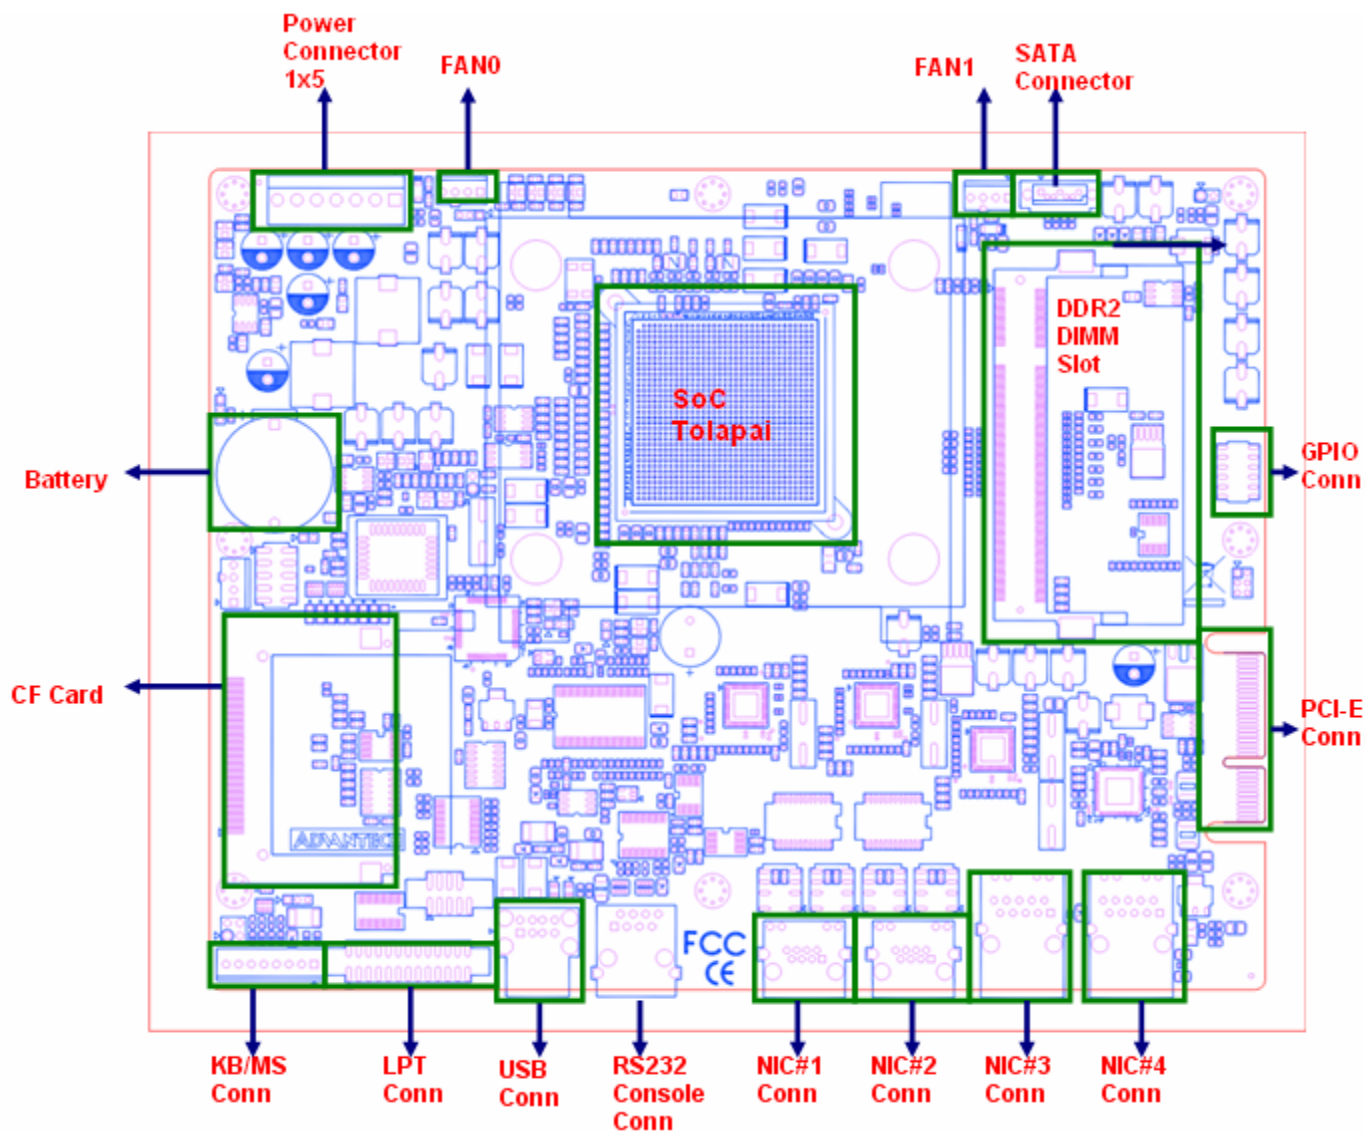 Power
Connector
1x5
FAN0
FAN1
SATA
Connector
DDR2
DIMM
Slot
SoC
Tolapai
GPIO
Conn
Battery
CF Card
PCI-E
Conn
ADVANTECH
FCC
CE
KB/MS
Conn
LPT
Conn
USB
Conn
RS232
Console
Conn
NIC#1
Conn
NIC#2
Conn
NIC#3
Conn
NIC#4
Conn